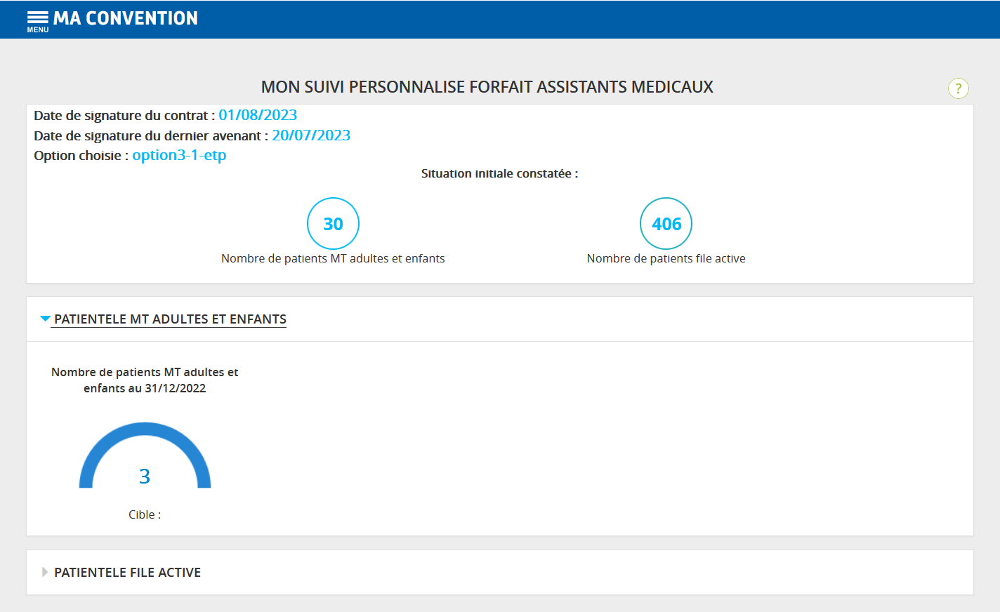 MENU
MA CONVENTION
MON SUIVI PERSONNALISE FORFAIT ASSISTANTS MEDICAUX
?
Date de signature du contrat : 01/08/2023
Date de signature du dernier avenant : 20/07/2023
Option choisie : option3-1-etp
Situation initiale constatée :
30
Nombre de patients MT adultes et enfants
406
Nombre de patients file active
PATIENTELE MT ADULTES ET ENFANTS
Nombre de patients MT adultes et
enfants au 31/12/2022
3
Cible :
PATIENTELE FILE ACTIVE